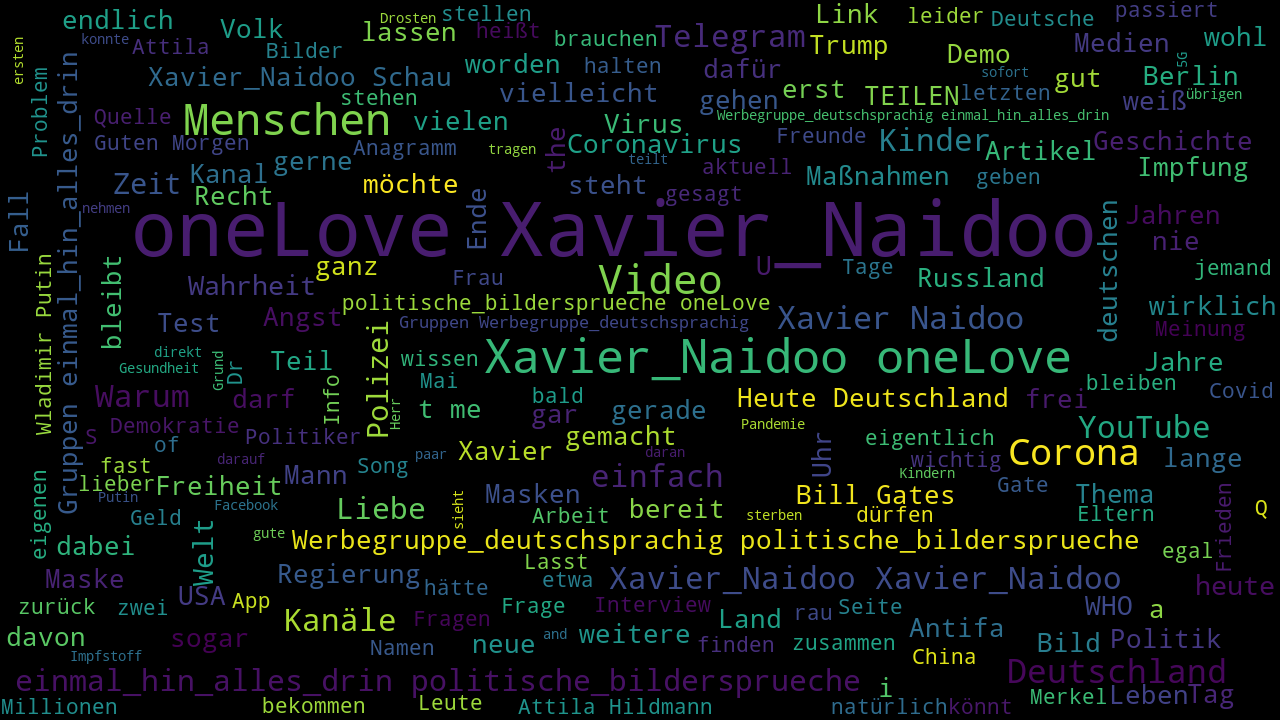 endlich
Volk
lassen
Drosten
stellen
heißt
Link
leider
Deutsche
passiert
konnte
Attila
Bilder
brauchen
Telegram
Trump
Demo
Medien
wohl
ersten
Xavier_Naidoo Schau
worden
halten
dafür
sofort
gut
Berlin
5G
Problem
stehen
vielleicht
gehen
erst
TEILEN
letzten
weiß
übrigen
Quelle
Menschen
vielen
Virus
Werbegruppe_deutschsprachig einmal_hin_alles_drin
Guten Morgen
Anagramm
tragen
the
Coronavirus
Freunde
Kinder
Artikel
Geschichte
Kanal
gerne
teilt
aktuell
Maßnahmen
geben
Impfung
Zeit
Recht
möchte
steht
gesagt
nehmen
Fall
Gruppen einmal_hin_alles_drin
oneLove Xavier_Naidoo
Ende
deutschen
Jahren
nie
ganz
Wahrheit
Frau
Video
U
Tage
Russland
jemand
Wladimir Putin
bleibt
politische_bildersprueche oneLove
wirklich
Test
Angst
Gruppen Werbegruppe_deutschsprachig
Xavier Naidoo
Meinung
direkt
Gesundheit
Grund
Dr
Teil
Polizei
wissen
Xavier_Naidoo oneLove
Jahre
Mai
bleiben
Covid
Warum
darf
Info
Herr
t me
bald
gar
gerade
Heute Deutschland
frei
S
Demokratie
Politiker
of
Pandemie
YouTube
gemacht
Uhr
eigentlich
fast
darauf
Song
paar
Xavier
daran
wichtig
Corona
lange
lieber
Freiheit
Mann
einfach
Kindern
Gate
Putin
Facebook
Masken
Bill Gates
Thema
eigenen
Geld
Liebe
sieht
Arbeit
bereit
sterben
dürfen
Eltern
Frieden
Q
dabei
Welt
gute
Werbegruppe_deutschsprachig politische_bildersprueche
egal
Lasst
Maske
Regierung
hätte
etwa
Xavier_Naidoo Xavier_Naidoo
heute
zurück
zwei
USA
App
Kanäle
Fragen
Frage
Interview
Land
rau
Seite
WHO
a
davon
sogar
Namen
neue
and
weitere
finden
zusammen
Antifa
Bild
Politik
Impfstoff
China
einmal_hin_alles_drin politische_bildersprueche
i
Deutschland
Millionen
bekommen
Leute
Attila Hildmann
natürlich
könnt
Merkel
Leben
Tag